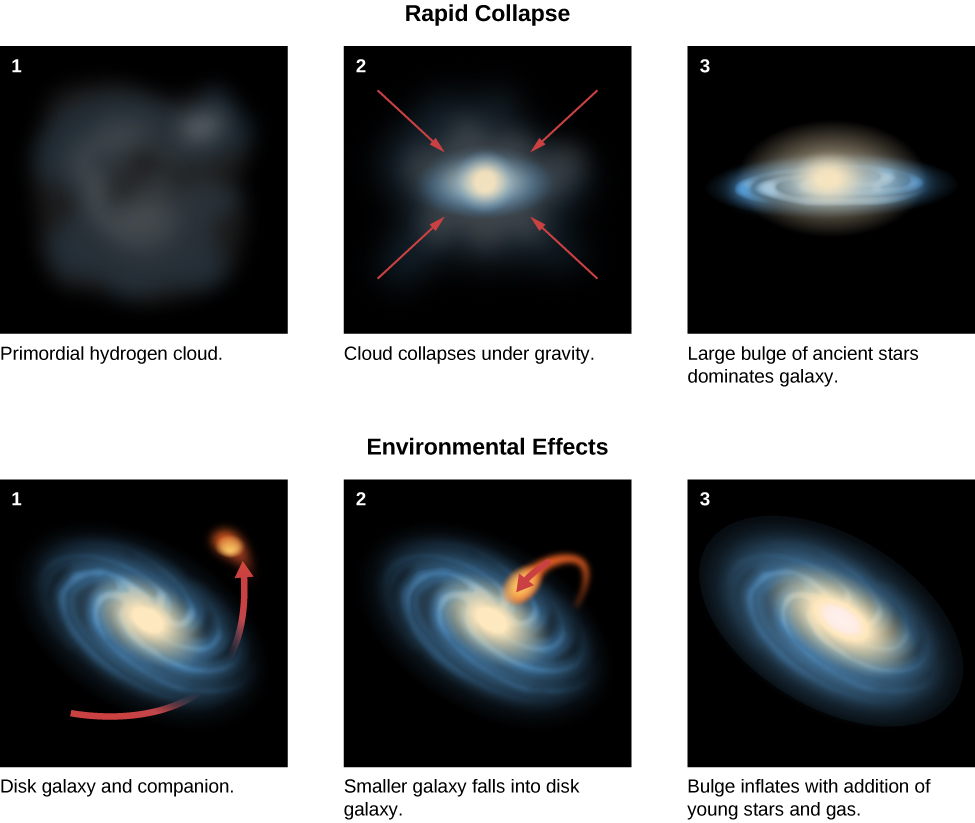 Rapid Collapse
1
2
3
Primordial hydrogen cloud.
Cloud collapses under gravity.
Large bulge of ancient stars
dominates galaxy.
Environmental Effects
1
2
3
Disk galaxy and companion.
Smaller galaxy falls into disk
galaxy.
Bulge inflates with addition of
young stars and gas.